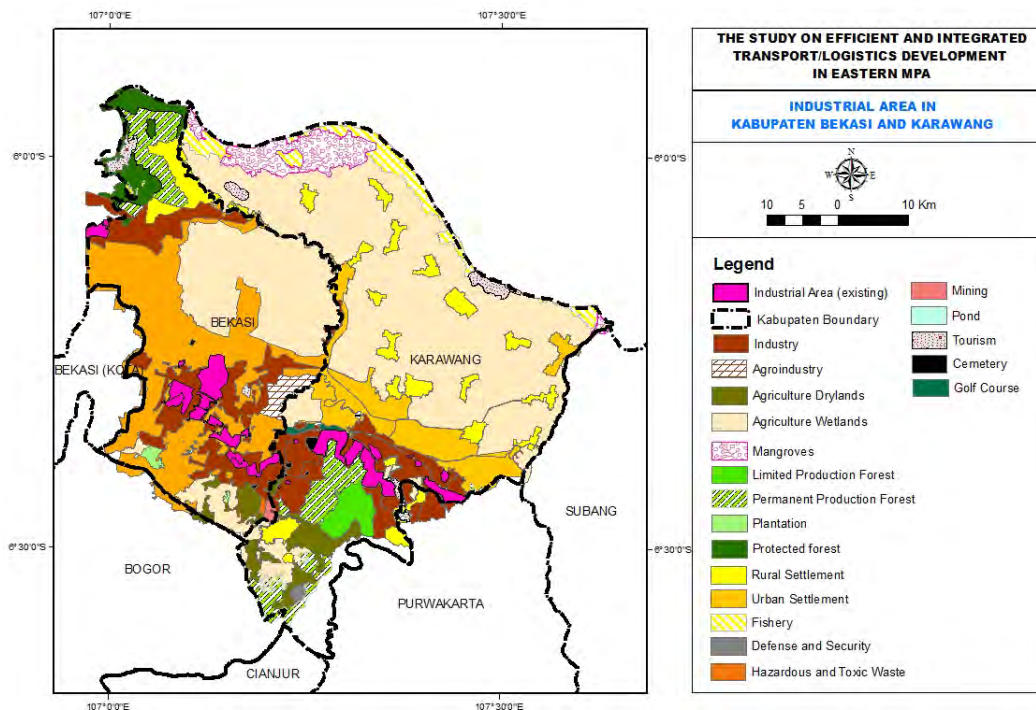 107°0'0"E
107°30'0"E
6°0'0"S
6°0'0"S
BEKASI
KARAWANG
BEKASI (KOTA)
SUBANG
6°30'0"S
6°30'0"S
BOGOR
PURWAKARTA
CIANJUR
107°0'0"E
107°30'0"E
THE STUDY ON EFFICIENT AND INTEGRATED
TRANSPORT/LOGISTICS DEVELOPMENT
IN EASTERN MPA
INDUSTRIAL AREA IN
KABUPATEN BEKASI AND KARAWANG
N
W E
S
10 5 0 10 Km
Legend
Industrial Area (existing)
Kabupaten Boundary
Industry
Agroindustry
Agriculture Drylands
Agriculture Wetlands
Mangroves
Limited Production Forest
Permanent Production Forest
Plantation
Protected forest
Rural Settlement
Urban Settlement
Fishery
Defense and Security
Hazardous and Toxic Waste
Mining
Pond
Tourism
Cemetery
Golf Course